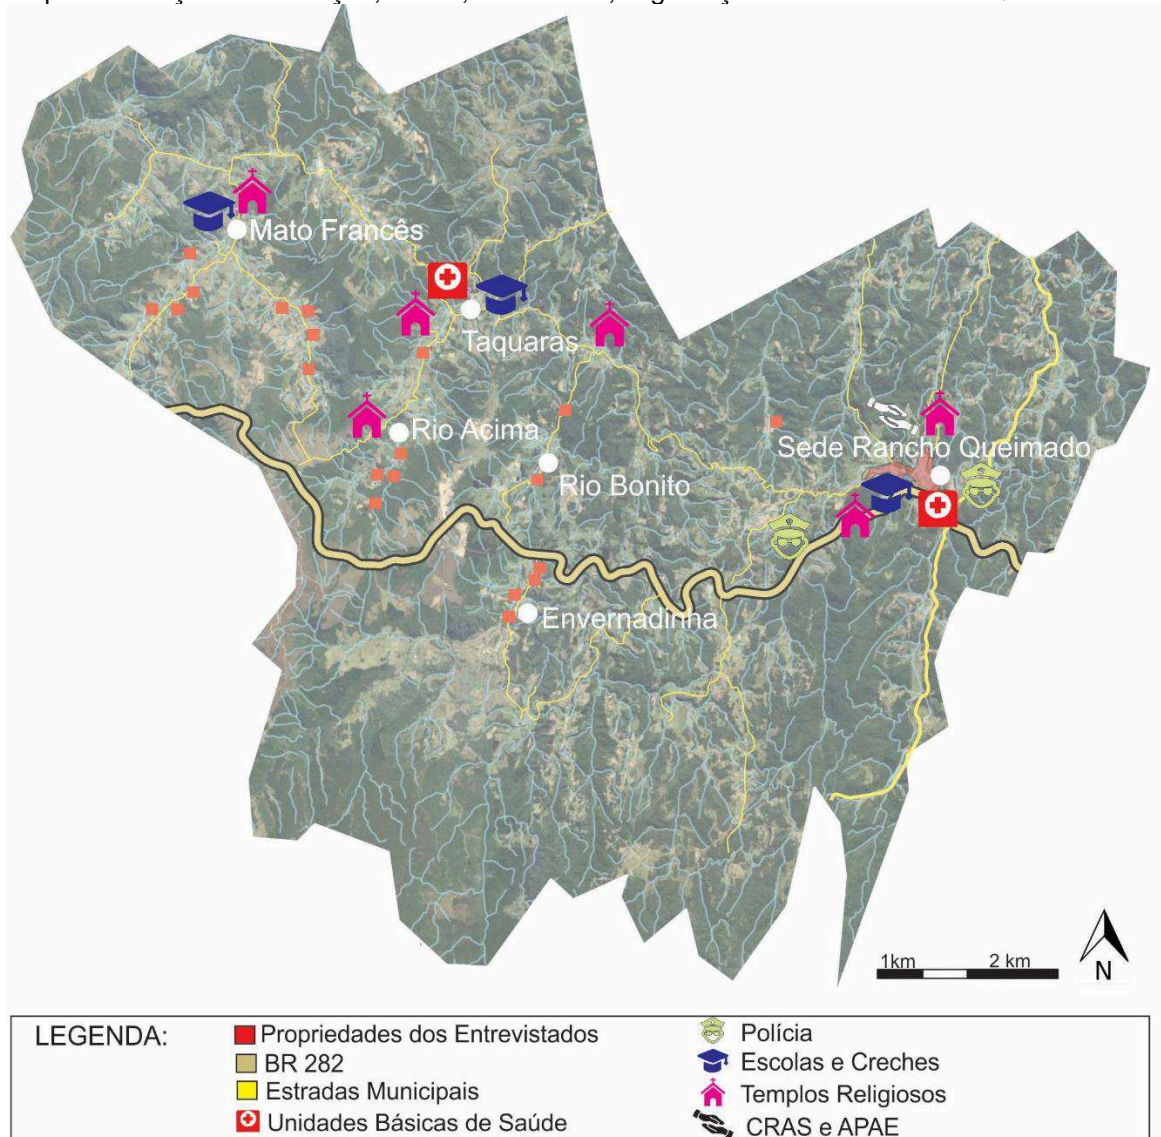 Mato Francês
Taquaras
Rio Acima
Sede Rancho Queimado
Rio Bonito
Envernadinha
1km 2 km
N
LEGENDA:
Propriedades dos Entrevistados
BR 282
Estradas Municipais
Unidades Básicas de Saúde
Polícia
Escolas e Creches
Templos Religiosos
CRAS e APAE